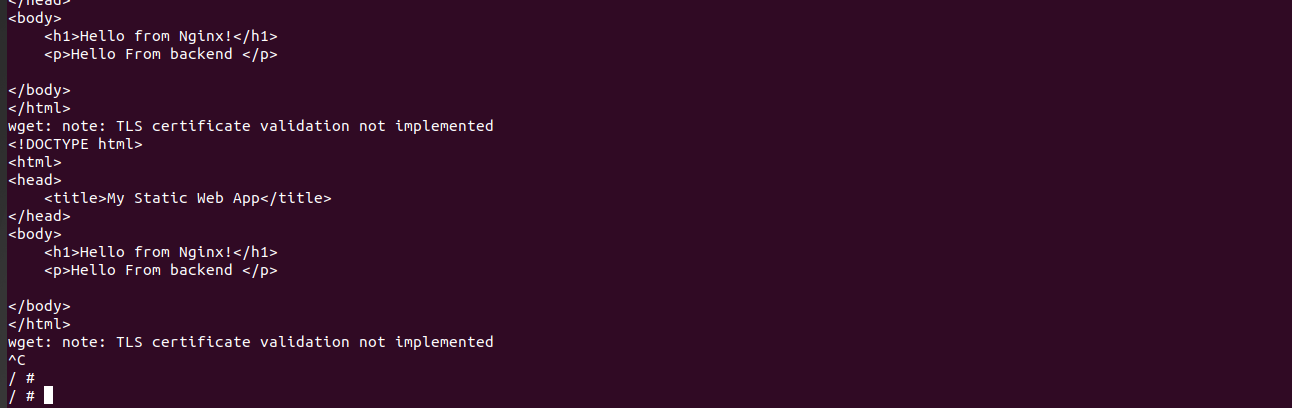 </head>
<body>
    <h1>Hello from Nginx!</h1>
    <p>Hello From backend </p>

</body>
</html>
wget: note: TLS certificate validation not implemented
<!DOCTYPE html>
<html>
<head>
    <title>My Static Web App</title>
</head>
<body>
    <h1>Hello from Nginx!</h1>
    <p>Hello From backend </p>

</body>
</html>
wget: note: TLS certificate validation not implemented
^C
/ #
/ #